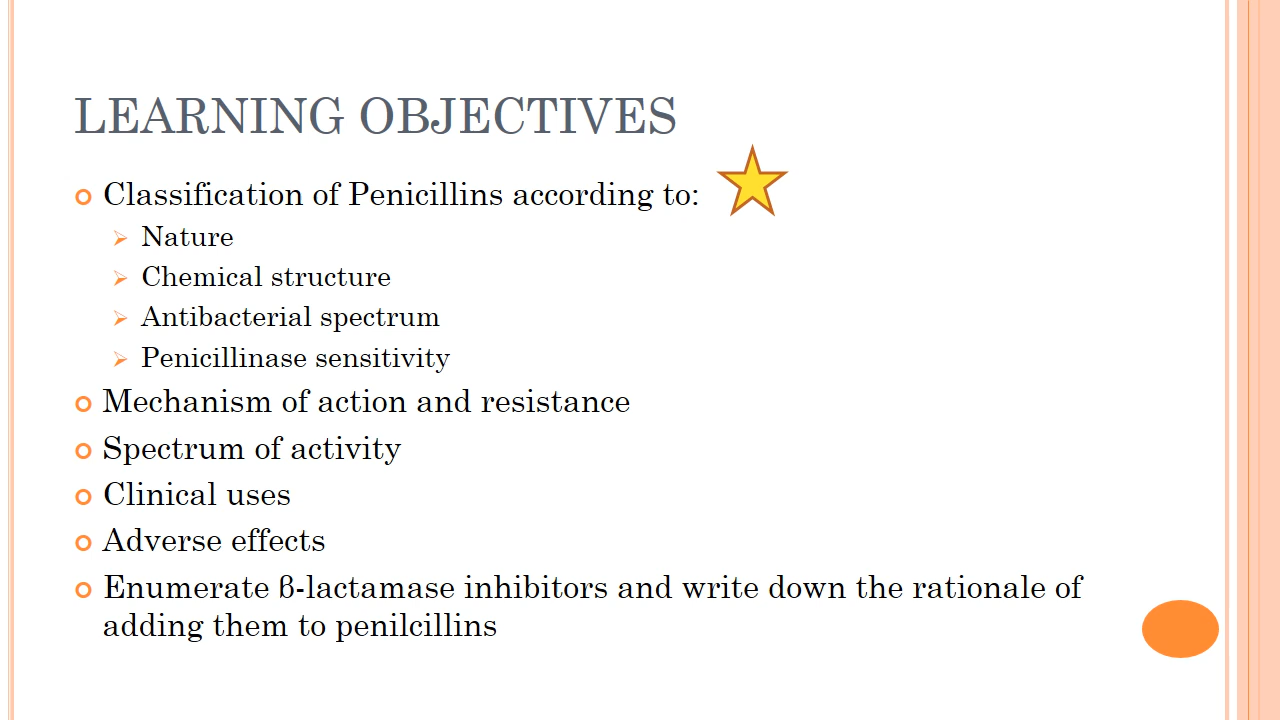 LEARNING OBJECTIVES
Classification of Penicillins according to:
Nature
Chemical structure
Antibacterial spectrum
Penicillinase sensitivity
Mechanism of action and resistance
Spectrum of activity
Clinical uses
Adverse effects
Enumerate β-lactamase inhibitors and write down the rationale of
adding them to penilcillins